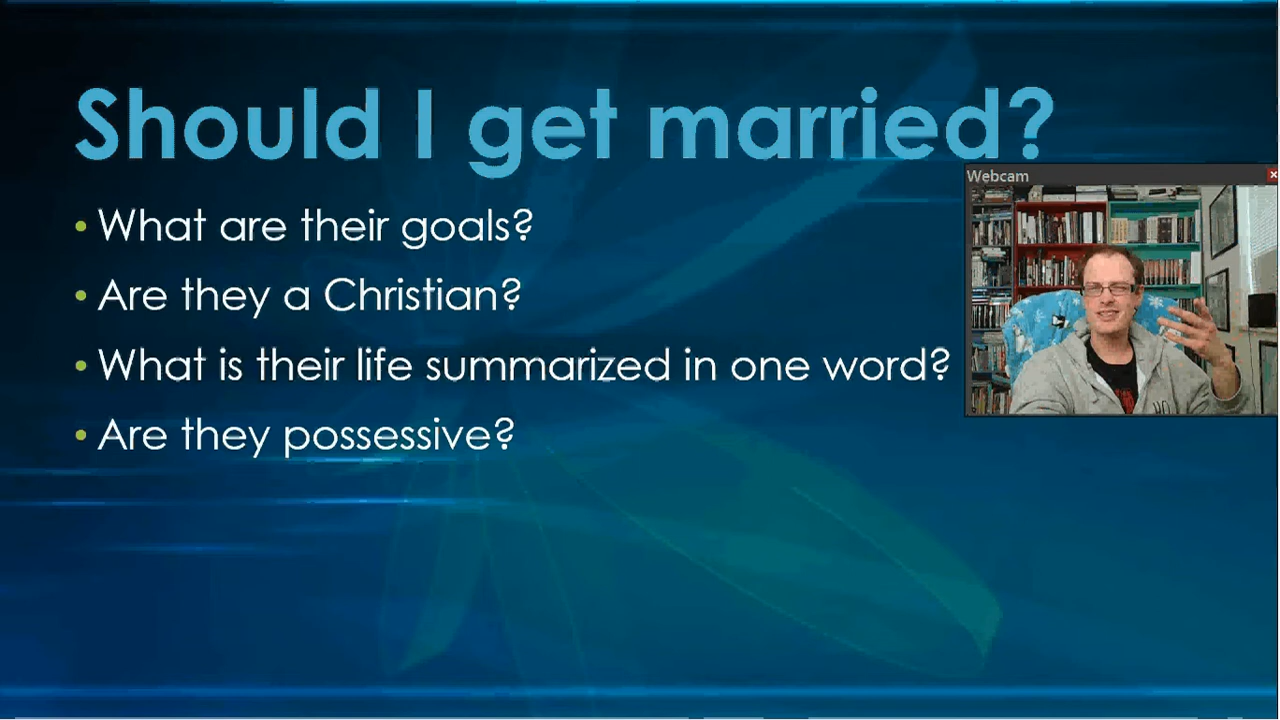 Should I get married?
Webcam
• What are their goals?
• Are they a Christian?
• What is their life summarized in one word?
• Are they possessive?